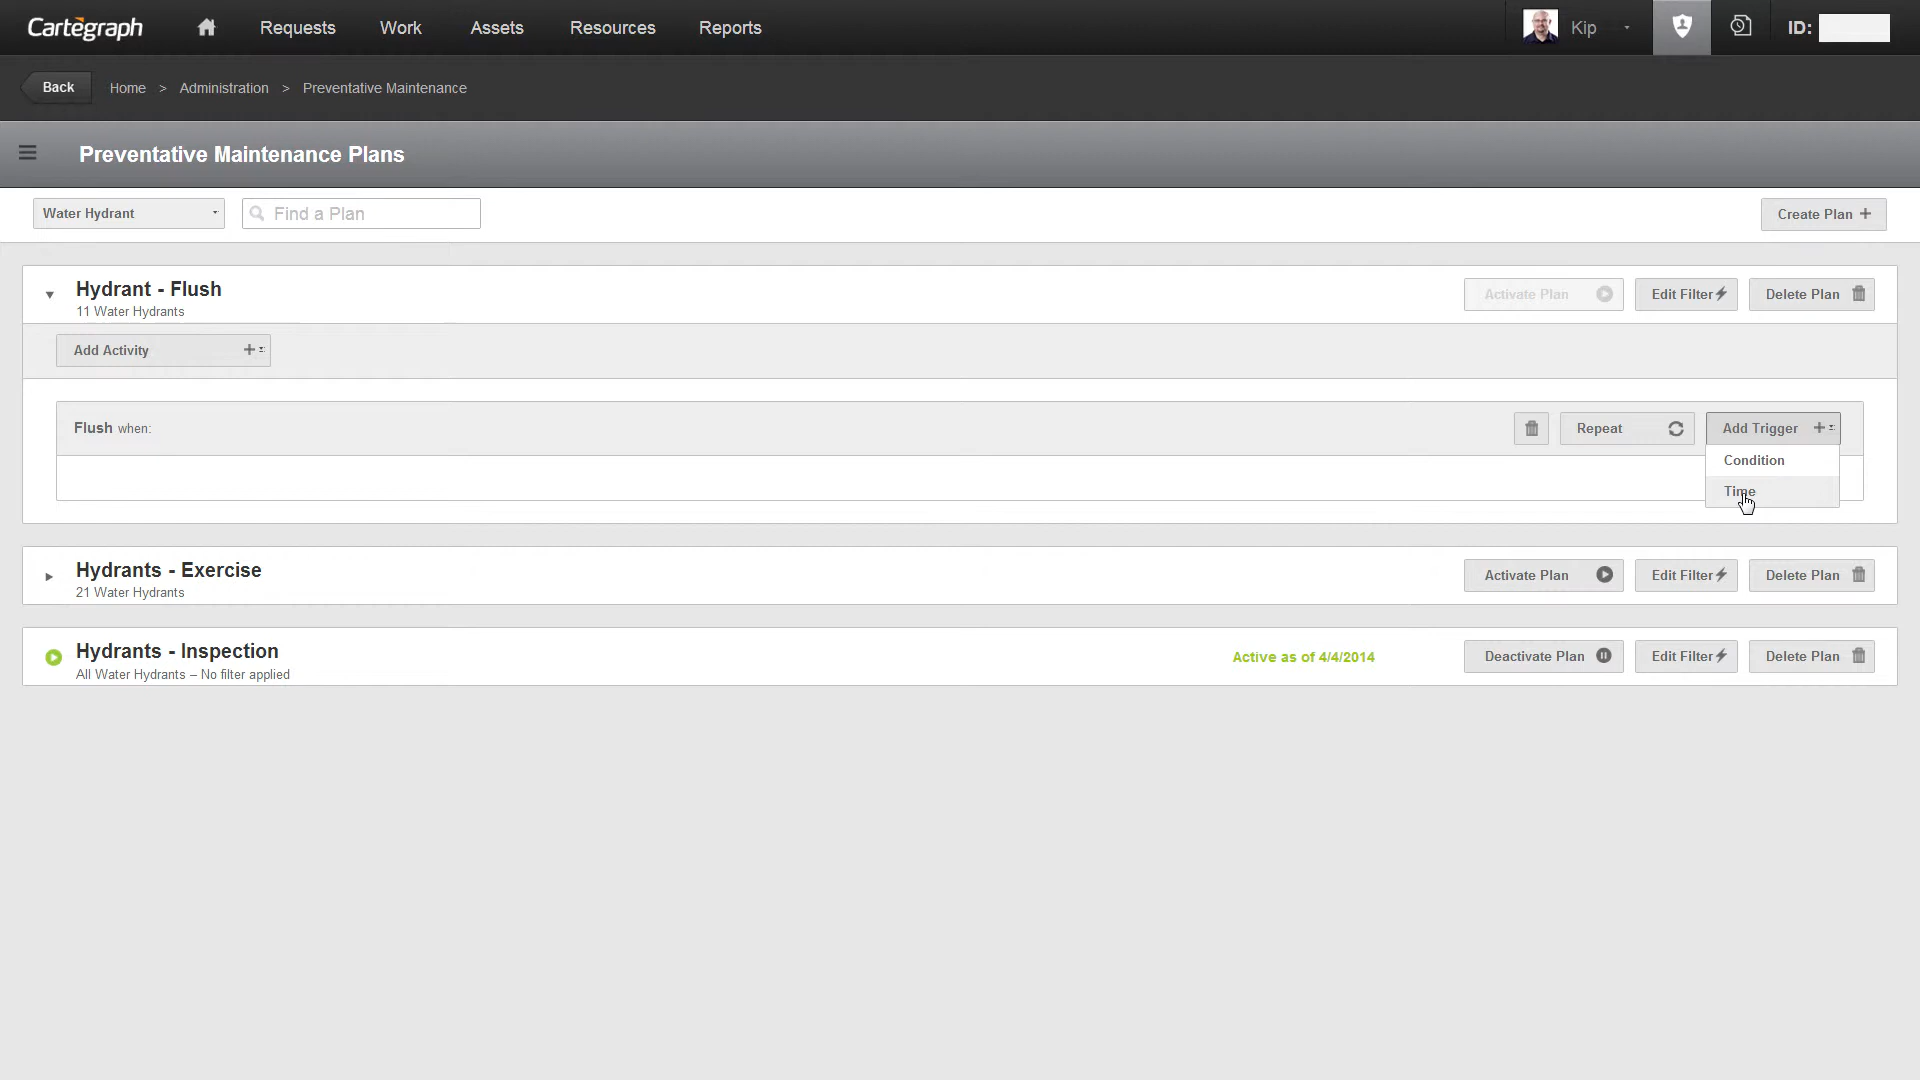 Cartëgraph
Requests
Work
Assets
Resources
Reports
Kip
ID:
Back
Home > Administration > Preventative Maintenance
Preventative Maintenance Plans
Water Hydrant
Find a Plan
Create Plan
Hydrant - Flush
11 Water Hydrants
Activate Plan
Edit Filter
Delete Plan
Add Activity
Flush when:
Repeat
Add Trigger
Condition
Time
Hydrants - Exercise
21 Water Hydrants
Activate Plan
Edit Filter
Delete Plan
Hydrants - Inspection
All Water Hydrants – No filter applied
Active as of 4/4/2014
Deactivate Plan
Edit Filter
Delete Plan